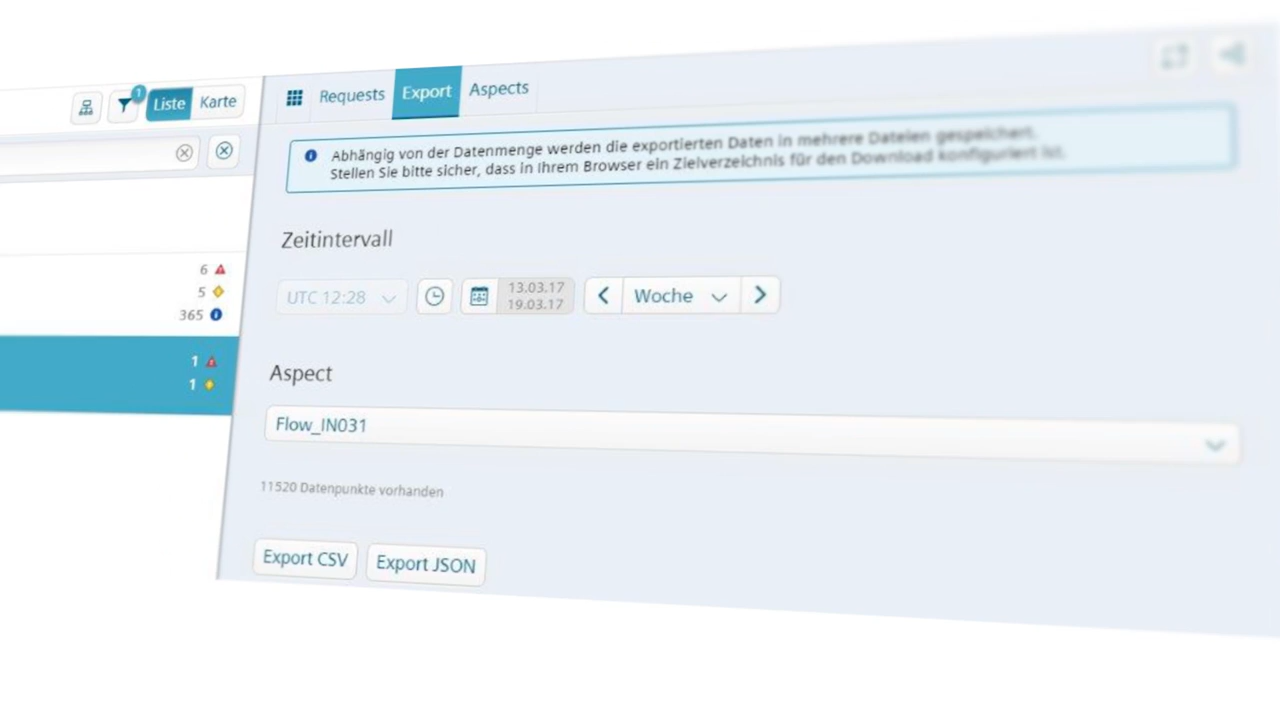 1
Liste Karte
Requests Export Aspects
Abhängig von der Datenmenge werden die exportierten Daten in mehrere Dateien gespeichert.
Stellen Sie bitte sicher, dass in Ihrem Browser ein Zielverzeichnis für den Download konfiguriert ist.
Zeitintervall
6
5
365
UTC 12:28
13.03.17
19.03.17
Woche
1
1
Aspect
Flow_IN031
11520 Datenpunkte vorhanden
Export CSV Export JSON